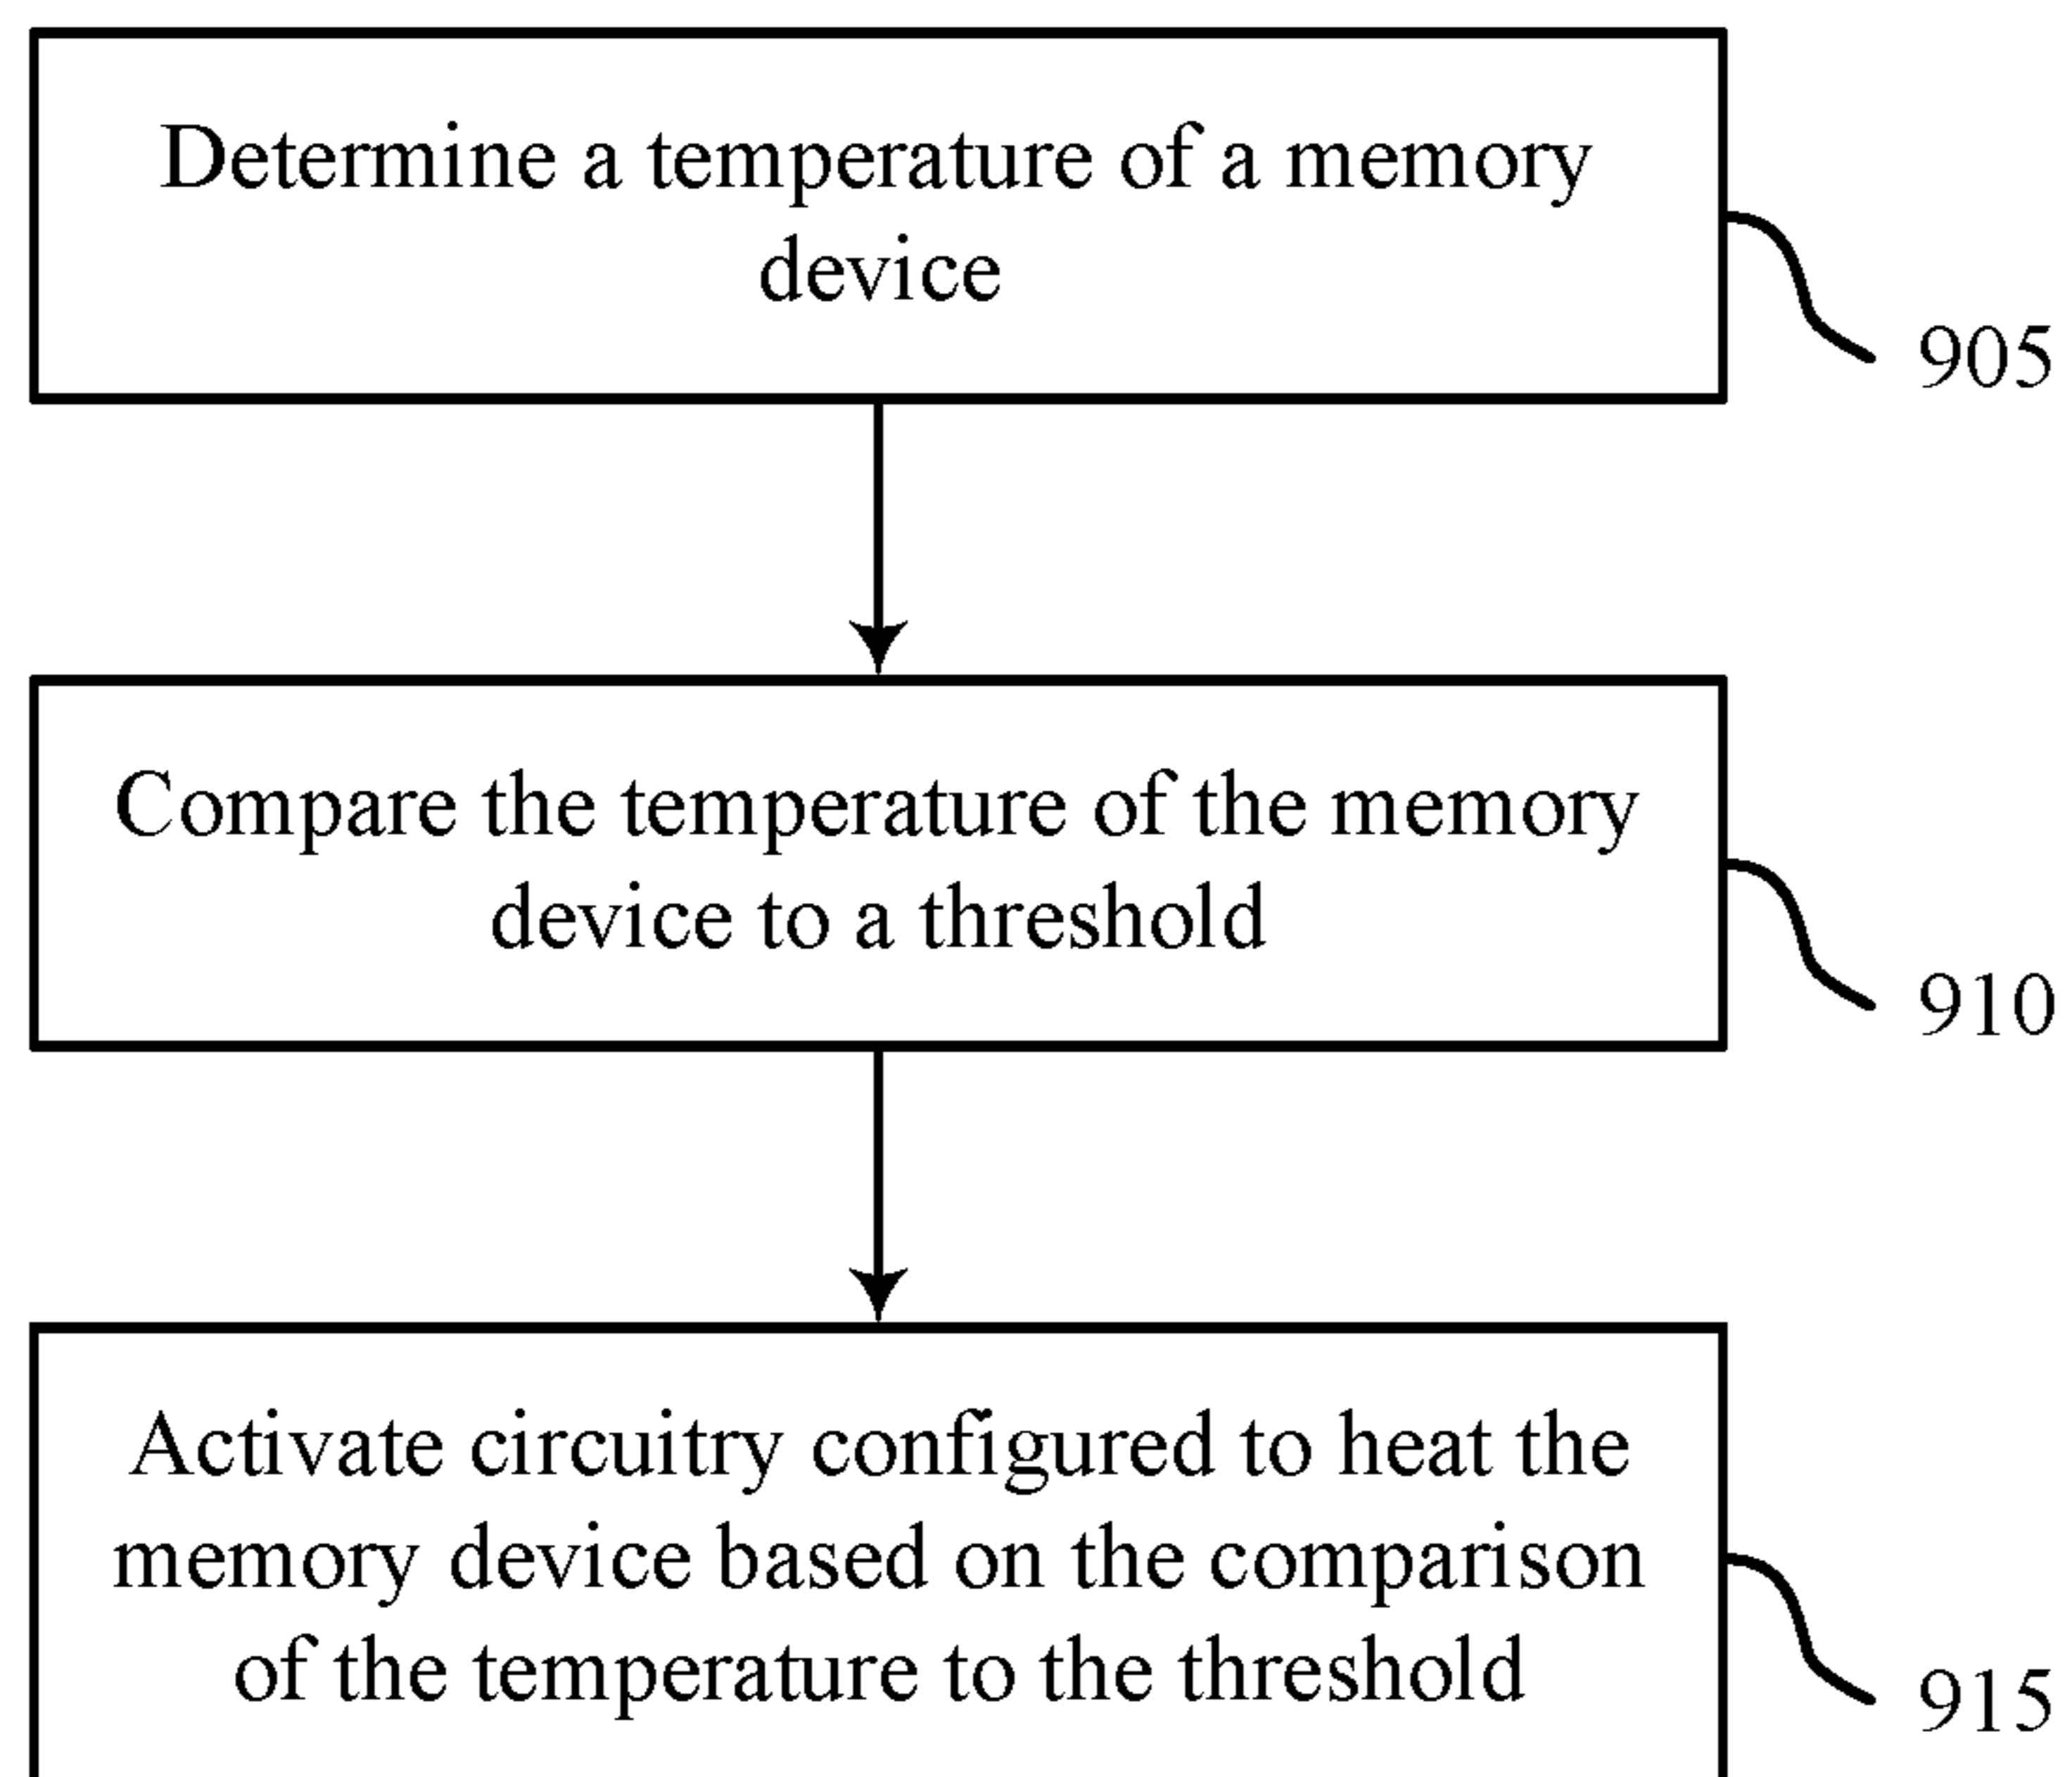 Determine a temperature of a memory
device
905
Compare the temperature of the memory
device to a threshold
910
Activate circuitry configured to heat the
memory device based on the comparison
of the temperature to the threshold
915